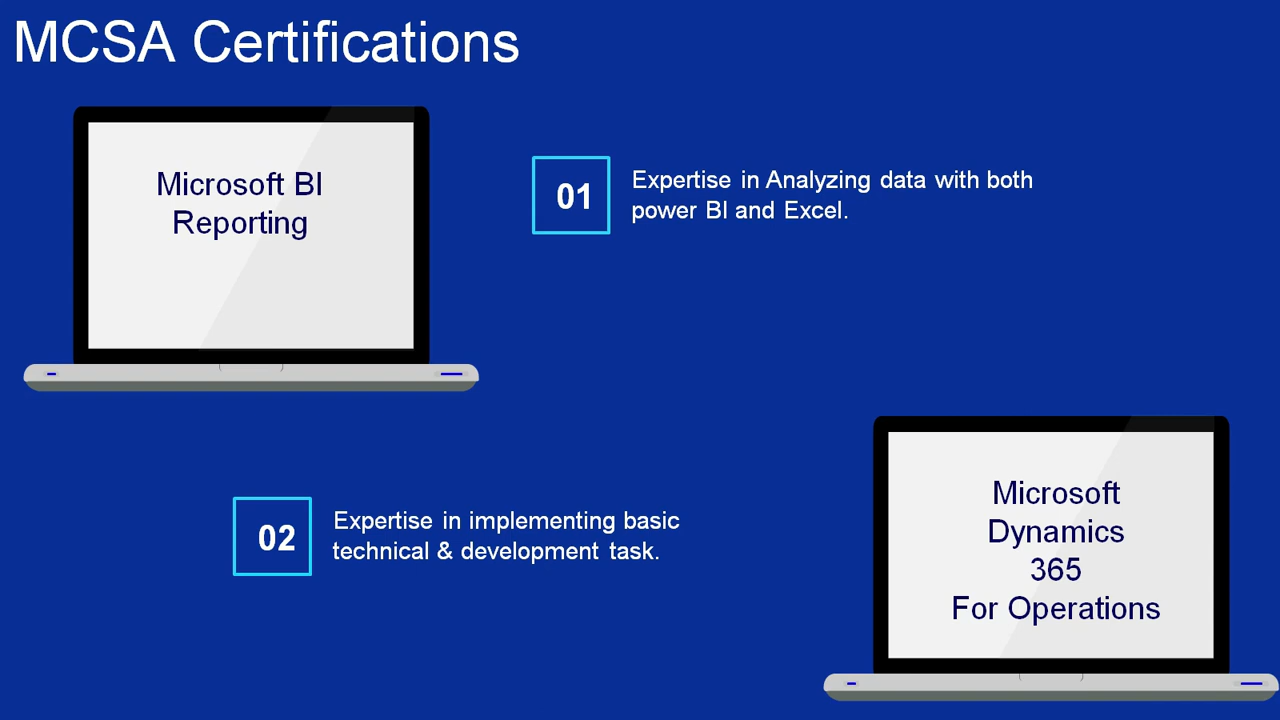 MCSA Certifications
Microsoft BI
Reporting
01
Expertise in Analyzing data with both
power BI and Excel.
02
Expertise in implementing basic
technical & development task.
Microsoft
Dynamics
365
For Operations